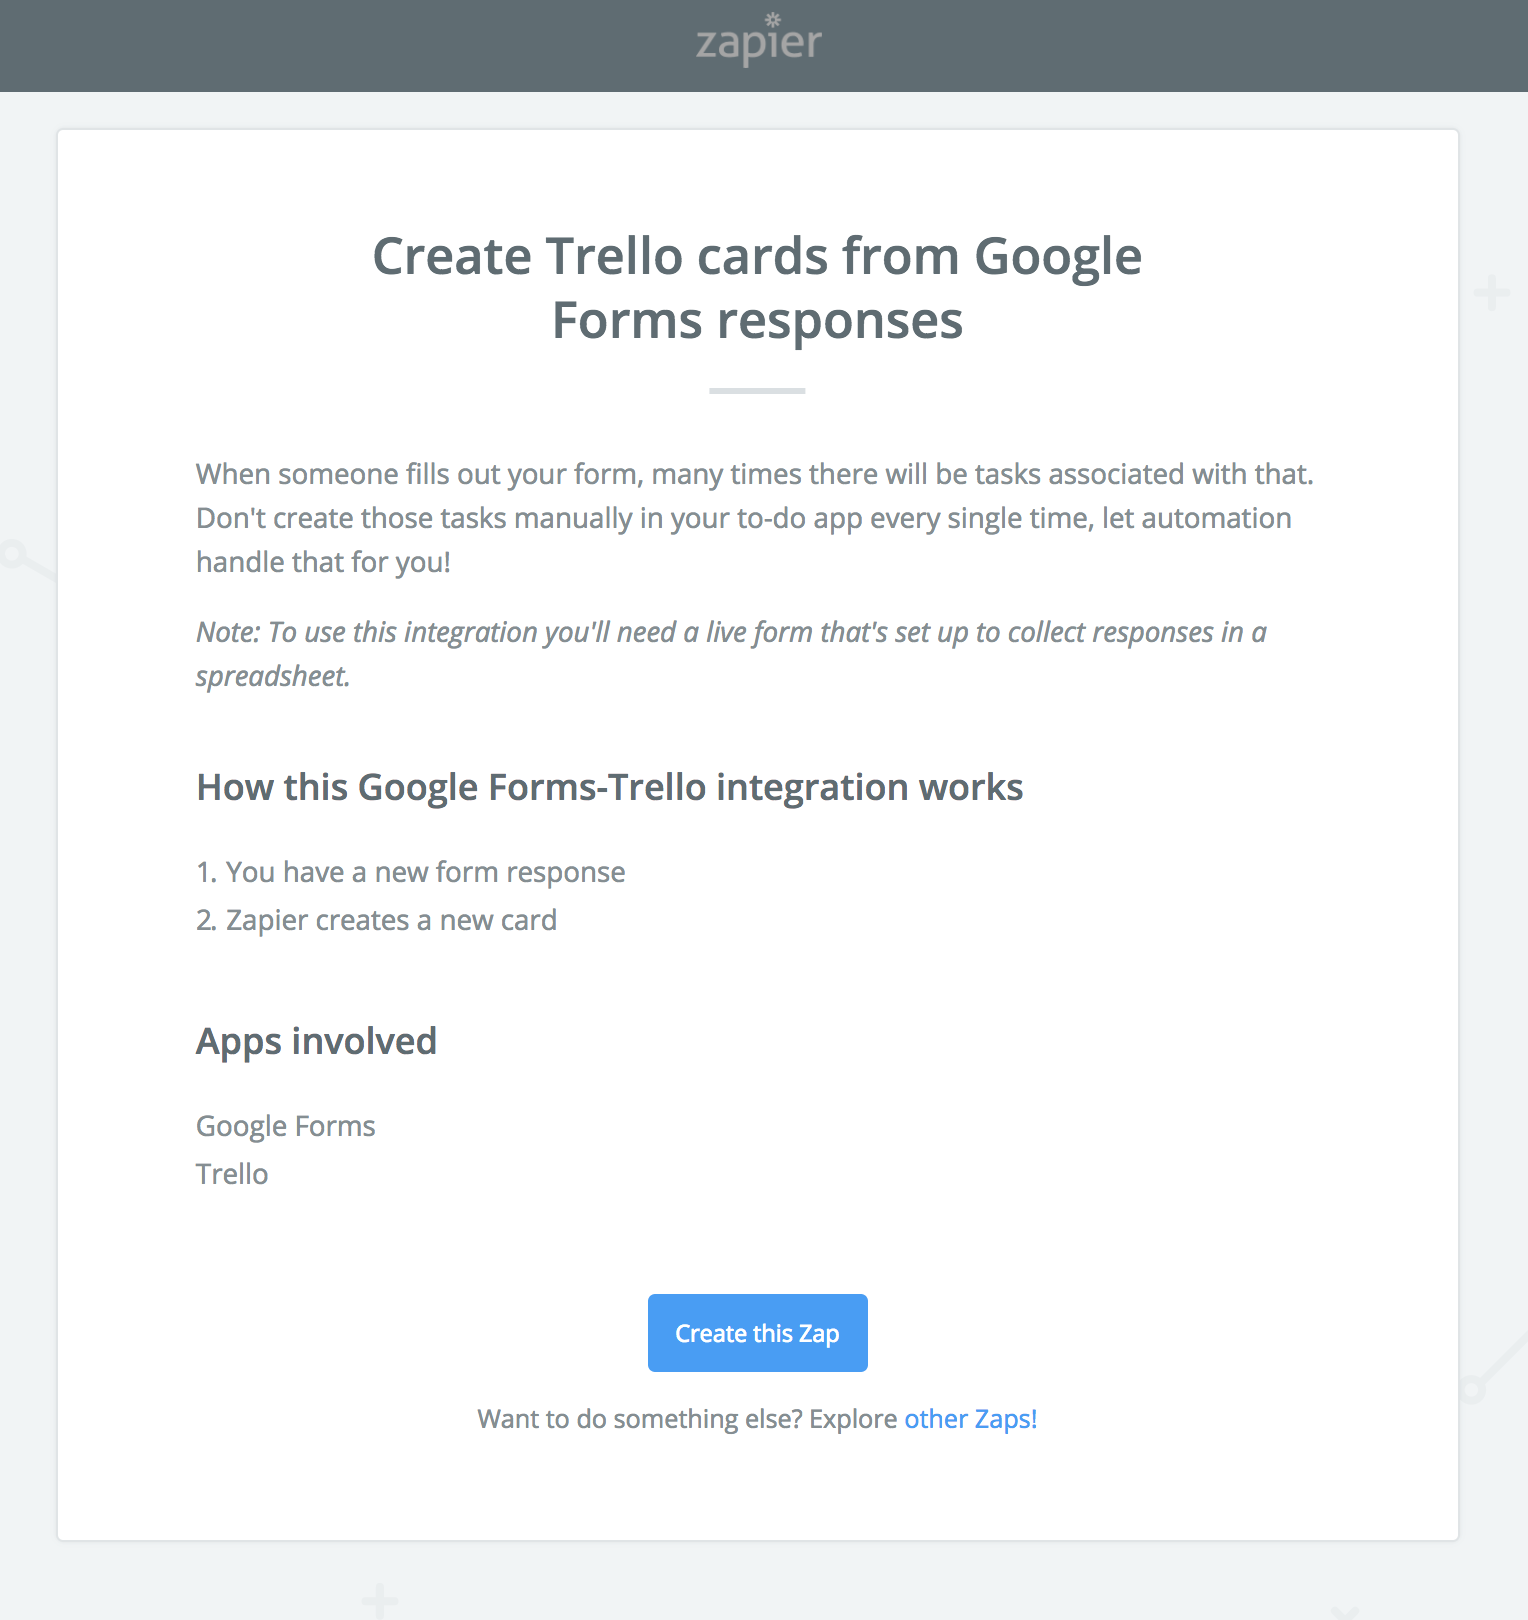 zapier
Create Trello cards from Google
Forms responses
When someone fills out your form, many times there will be tasks associated with that.
Don't create those tasks manually in your to-do app every single time, let automation
handle that for you!
Note: To use this integration you'll need a live form that's set up to collect responses in a
spreadsheet.
How this Google Forms-Trello integration works
1. You have a new form response
2. Zapier creates a new card
Apps involved
Google Forms
Trello
Create this Zap
Want to do something else? Explore other Zaps!